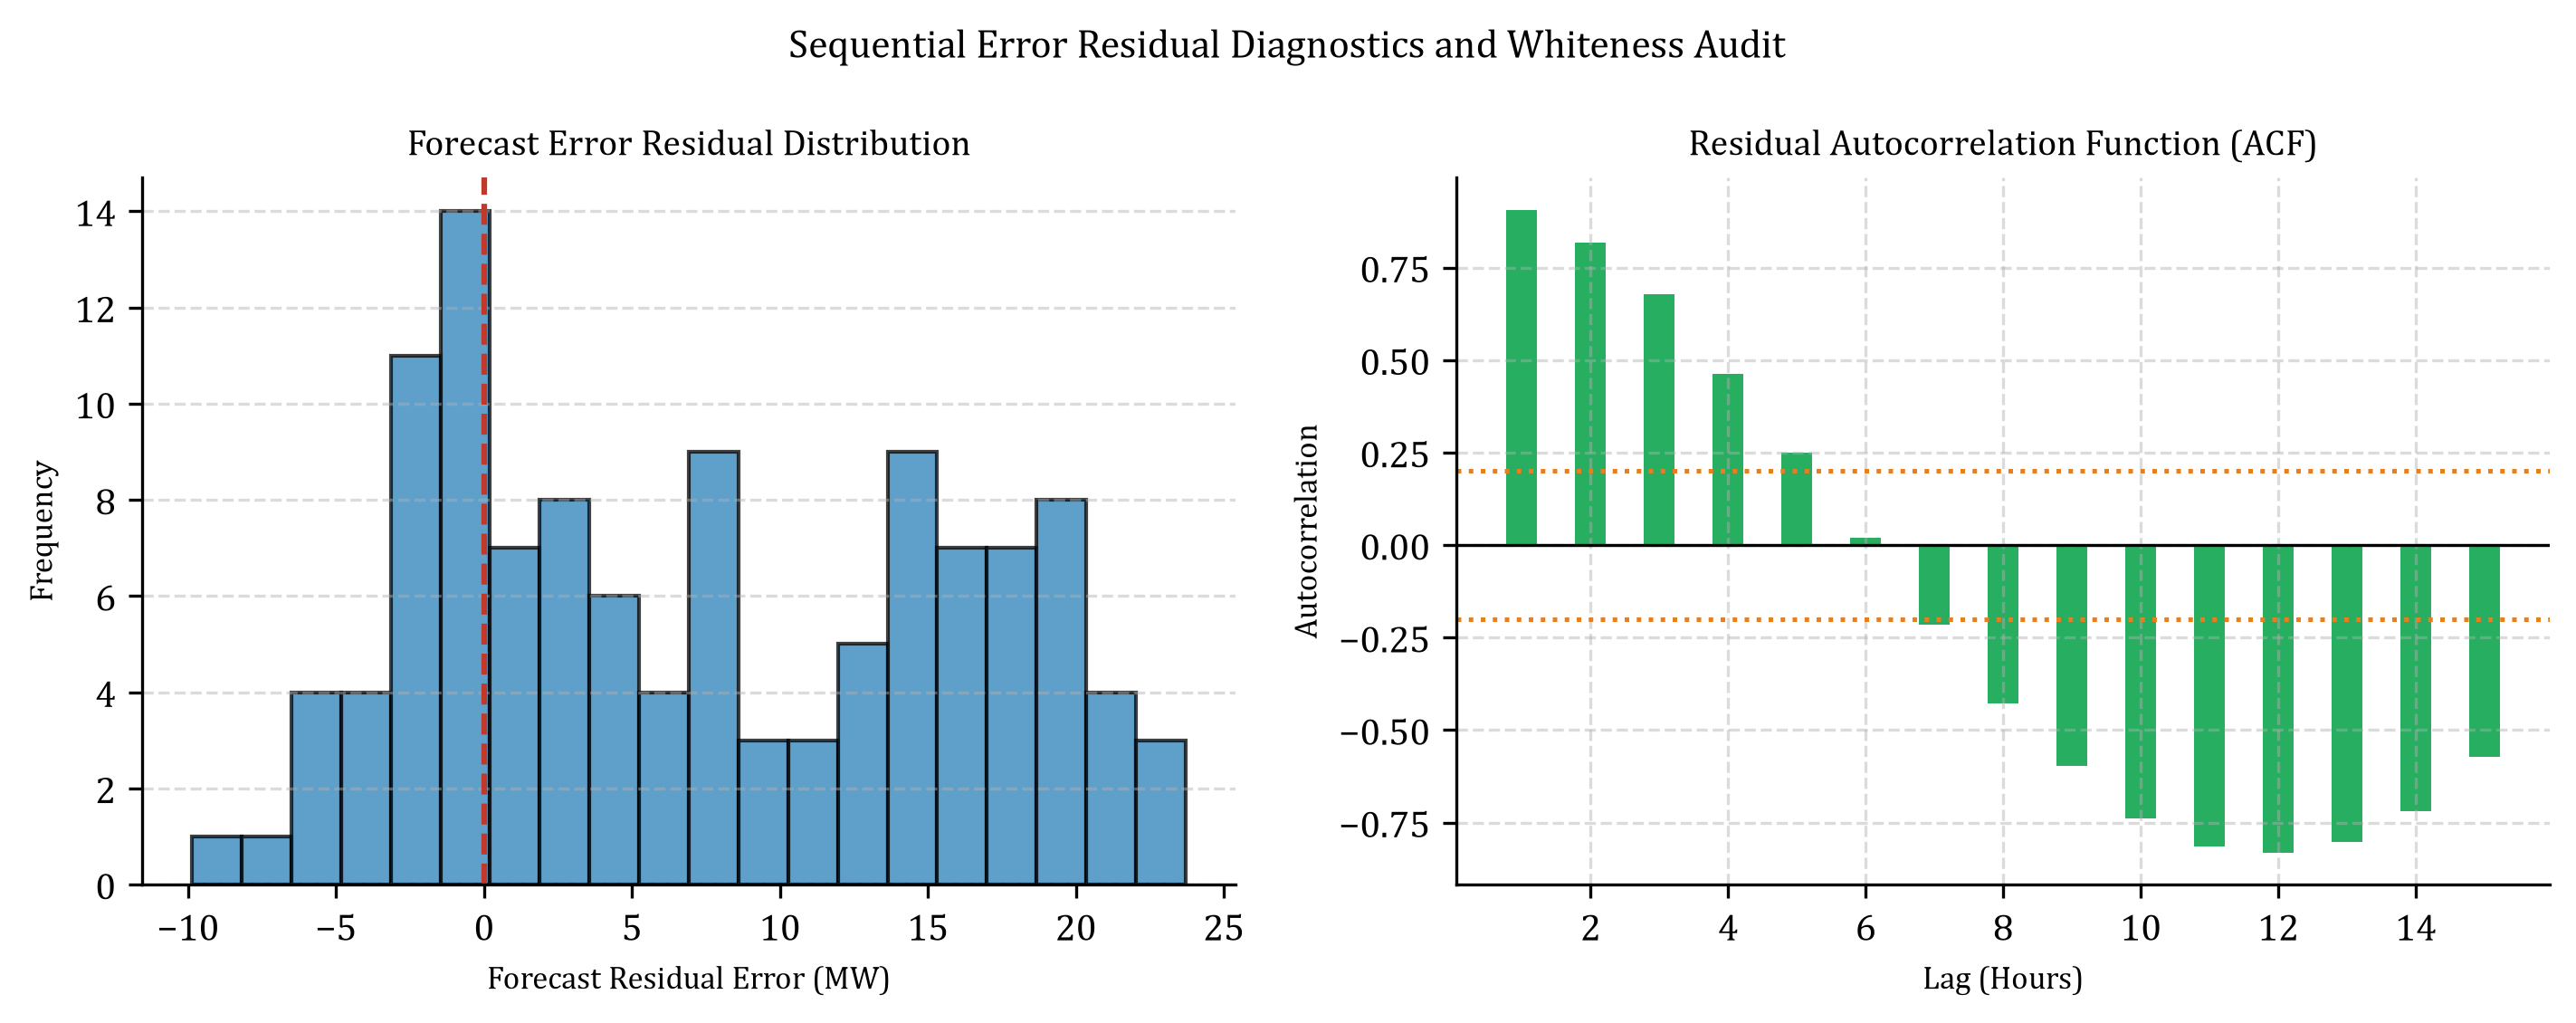 Sequential Error Residual Diagnostics and Whiteness Audit
Forecast Error Residual Distribution
14
12
10
8
6
4
2
0
Frequency
−10 −5 0 5 10 15 20 25
Forecast Residual Error (MW)
Residual Autocorrelation Function (ACF)
0.75
0.50
0.25
0.00
−0.25
−0.50
−0.75
Autocorrelation
2 4 6 8 10 12 14
Lag (Hours)